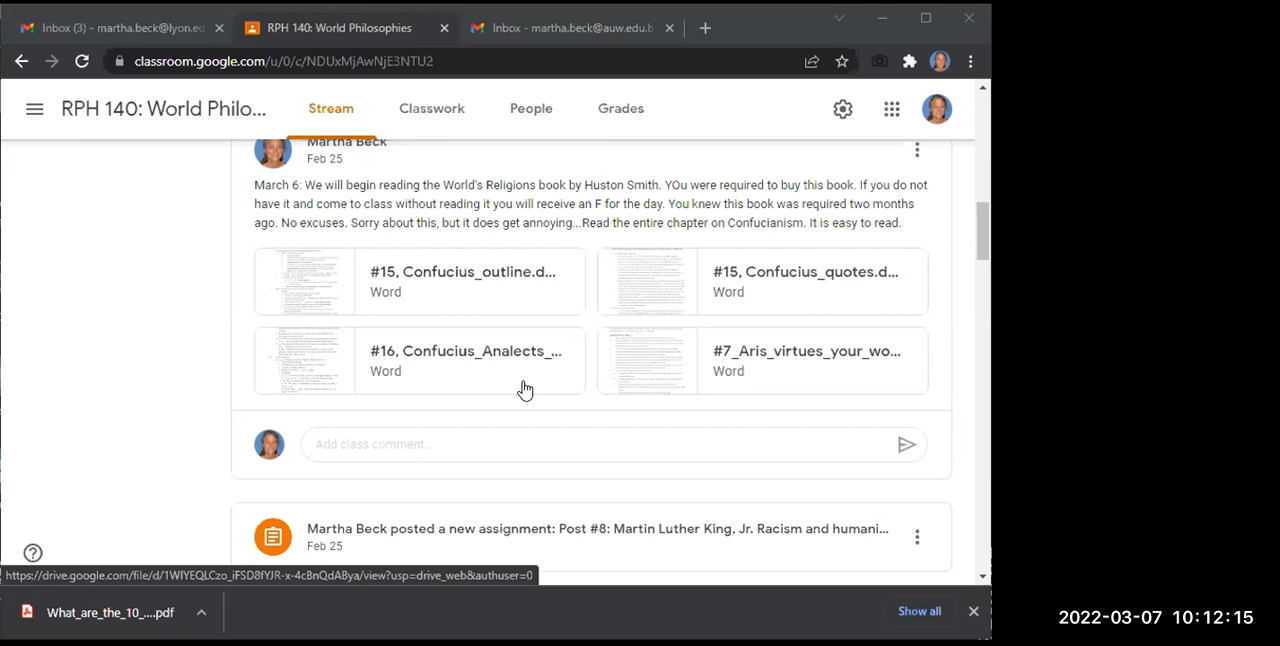 Inbox (3) - martha.beck@lyon.ed
RPH 140: World Philosophies
Inbox - martha.beck@auw.edu.b
classroom.google.com/u/0/c/NDUxMjAwNjE3NTU2
RPH 140: World Philo...
Stream
Classwork
People
Grades
Martha Beck
Feb 25
March 6: We will begin reading the World's Religions book by Huston Smith. YOu were required to buy this book. If you do not
have it and come to class without reading it you will receive an F for the day. You knew this book was required two months
ago. No excuses. Sorry about this, but it does get annoying...Read the entire chapter on Confucianism. It is easy to read.
#15, Confucius_outline.d...
Word
#15, Confucius_quotes.d...
Word
#16, Confucius_Analects_...
Word
#7_Aris_virtues_your_wo...
Word
Add class comment...
Martha Beck posted a new assignment: Post #8: Martin Luther King, Jr. Racism and humani...
Feb 25
https://drive.google.com/file/d/1WIYEQLCzo_iFSD8fYJR-x-4cBnQdABya/view?usp=drive_web&authuser=0
What_are_the_10_....pdf
Show all
2022-03-07 10:12:15